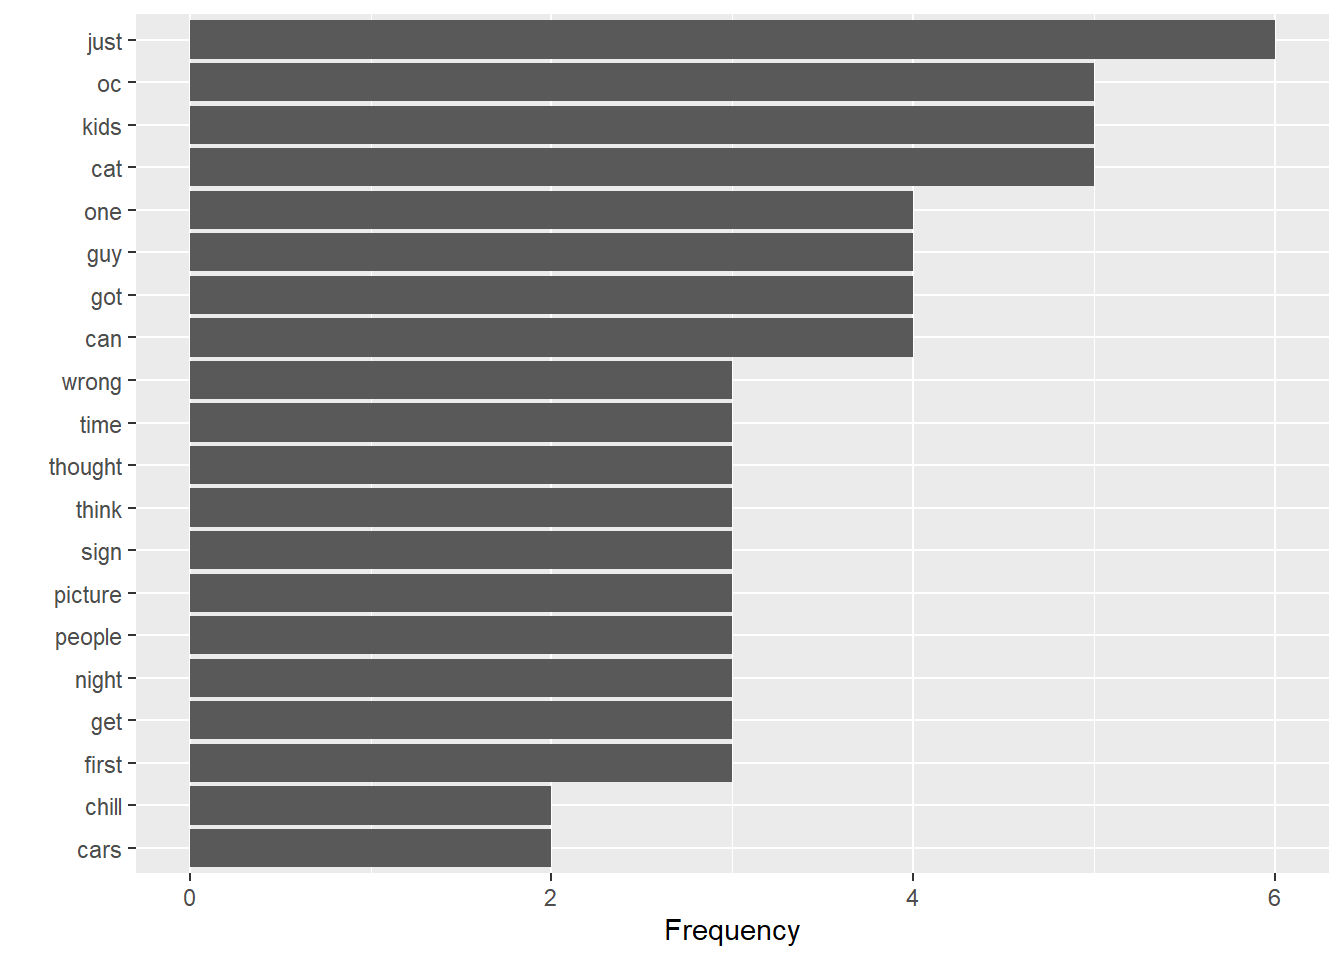 just
oc
kids
cat
one
guy
got
can
wrong
time
thought
think
sign
picture
people
night
get
first
chill
cars
0 2 4 6
Frequency